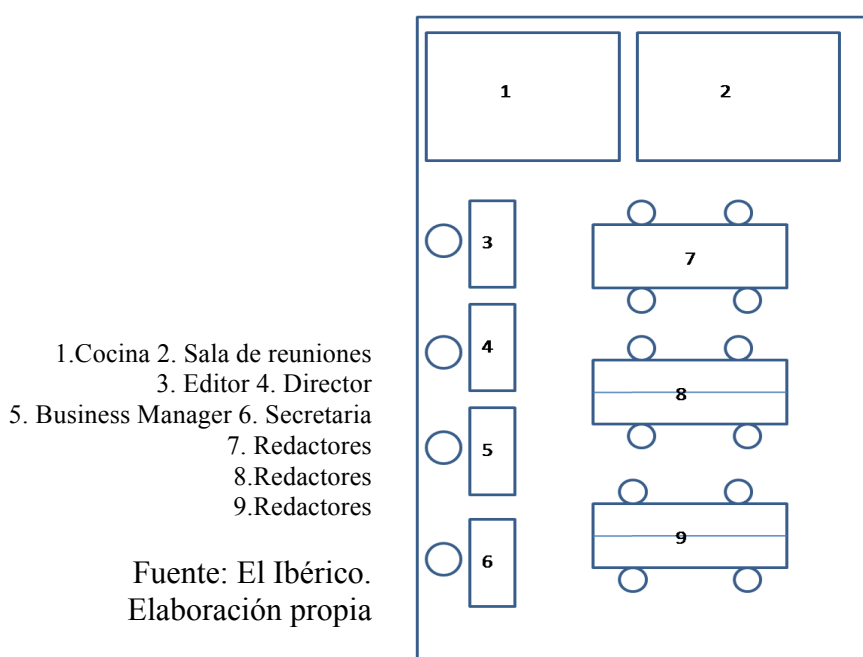 1
2
3
7
4
8
5
9
6
1.Cocina 2. Sala de reuniones
3. Editor 4. Director
5. Business Manager 6. Secretaria
7. Redactores
8.Redactores
9.Redactores
Fuente: El Ibérico.
Elaboración propia